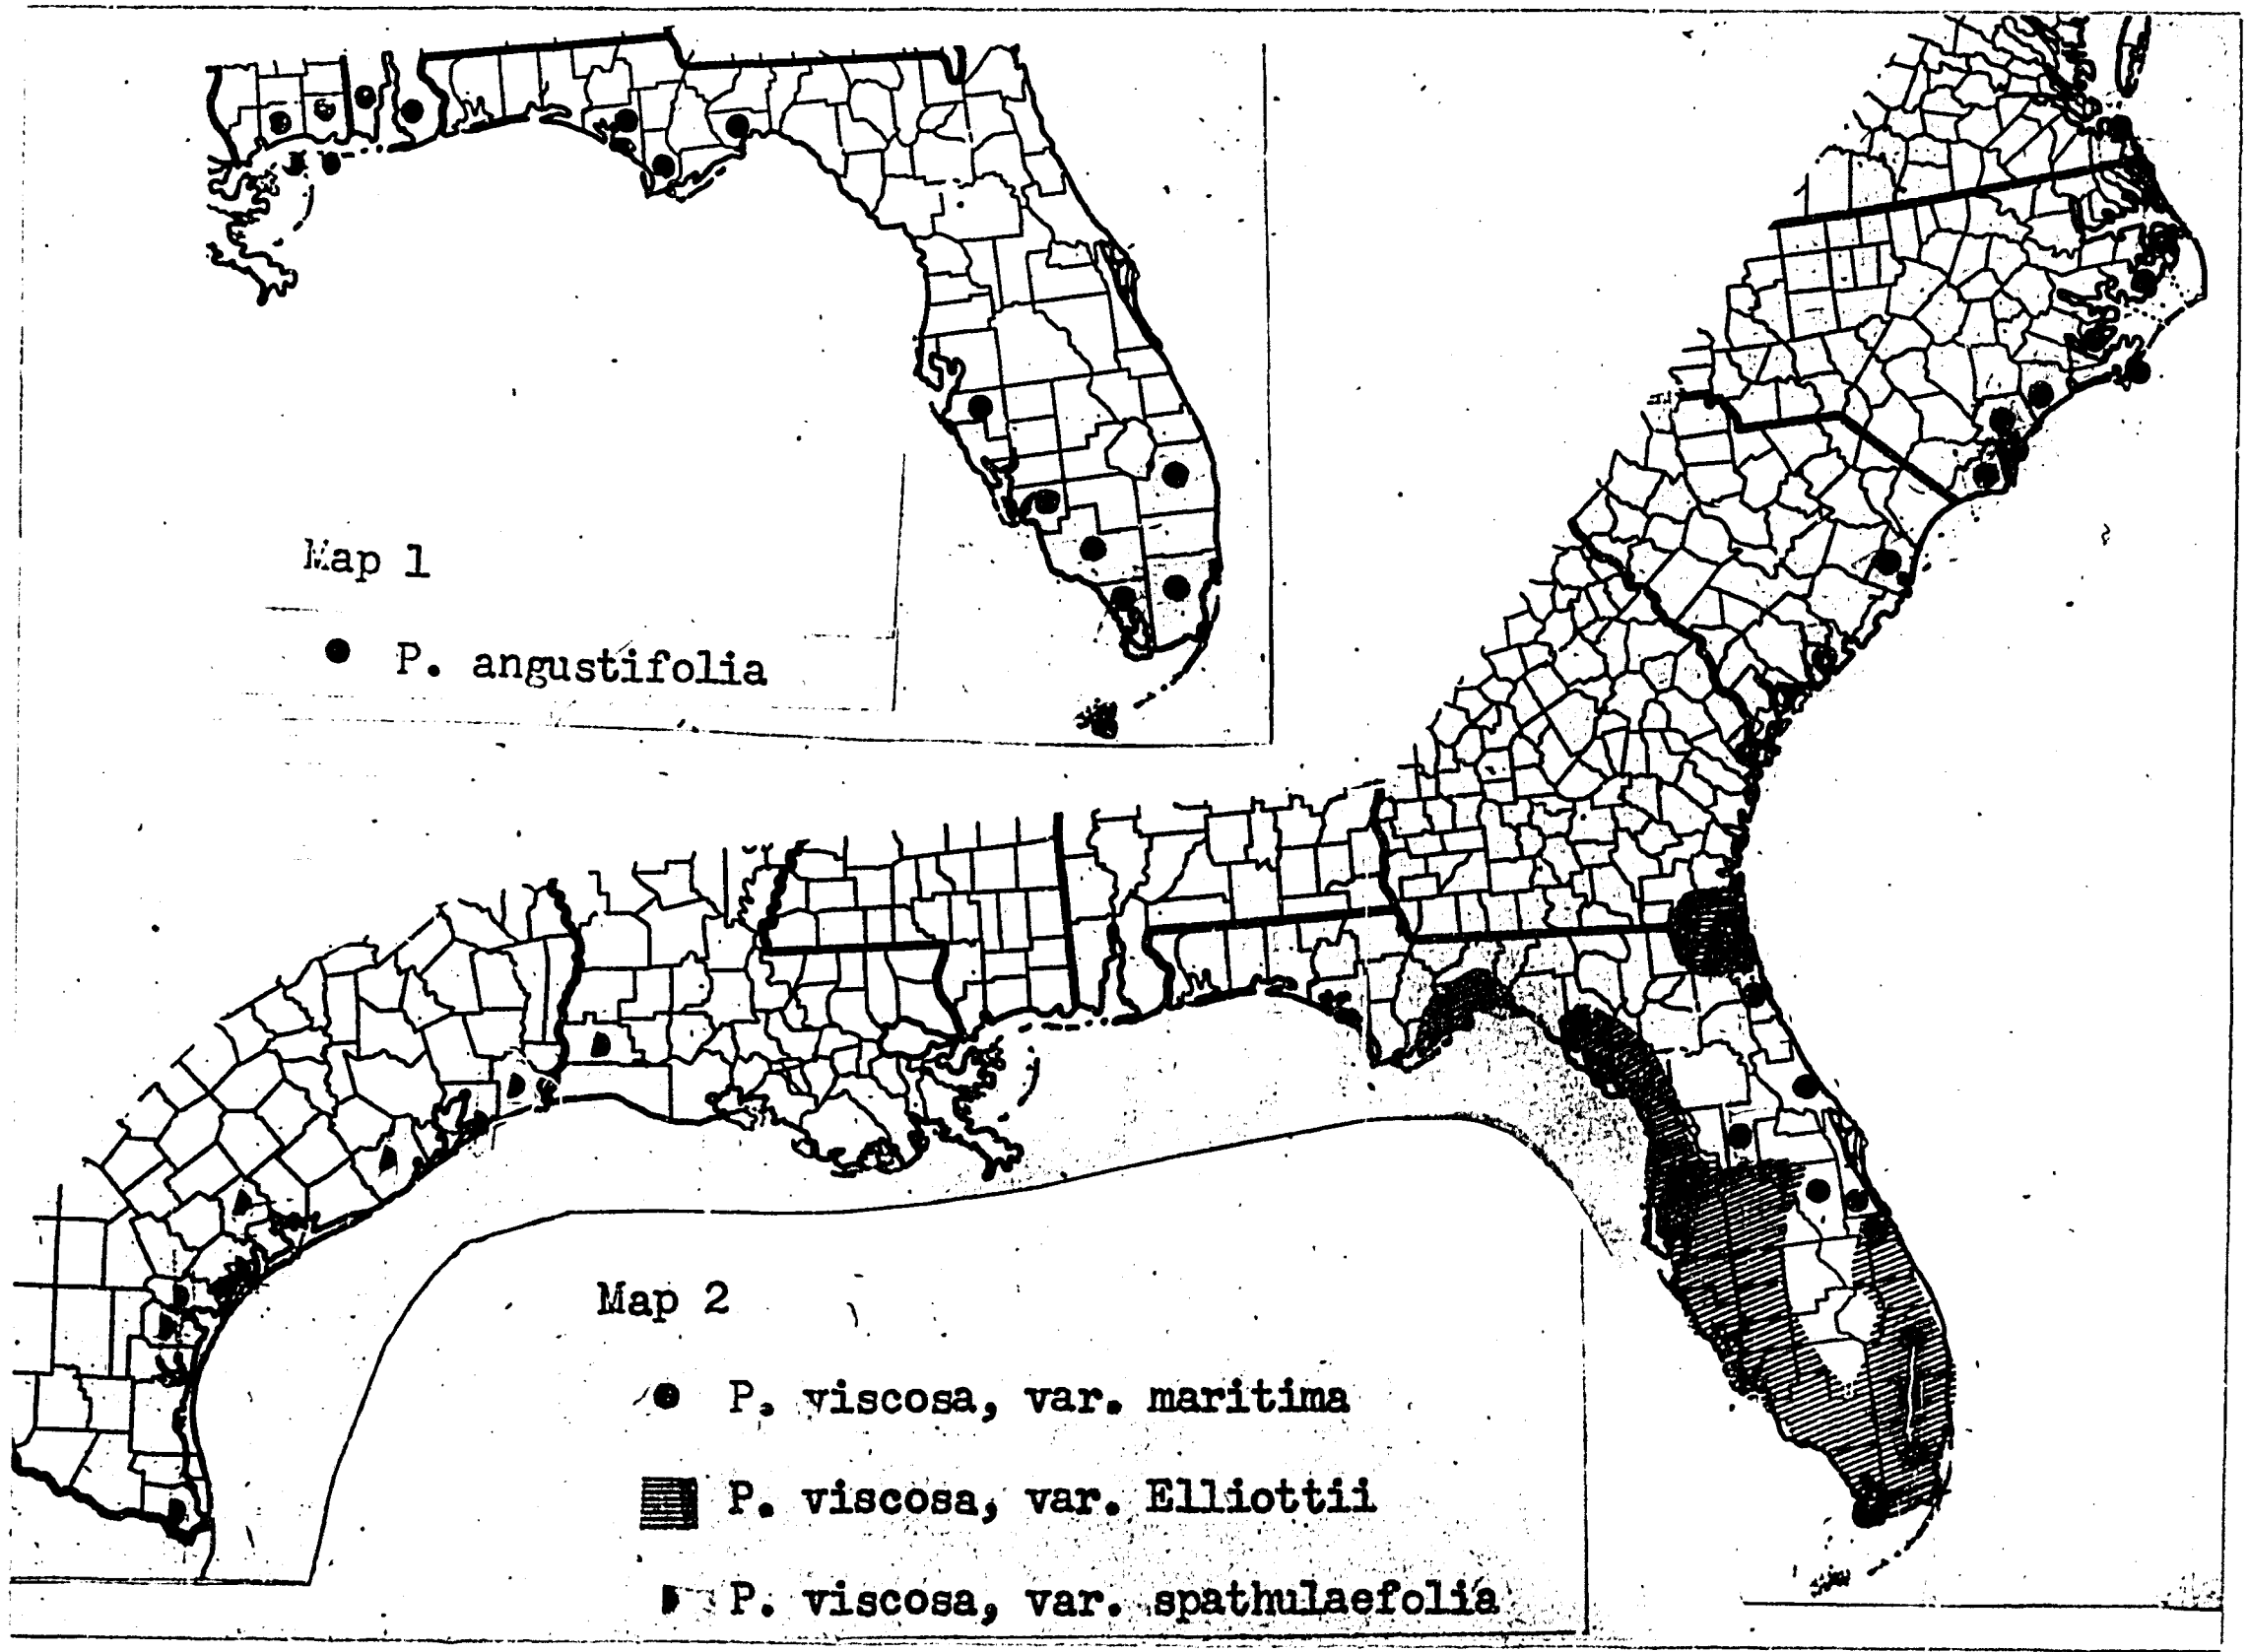 Map 1
P. angustifolia
Map 2
P. viscosa, var. maritima
P. viscosa, var. Elliottii
P. viscosa, var. spathulaefolia